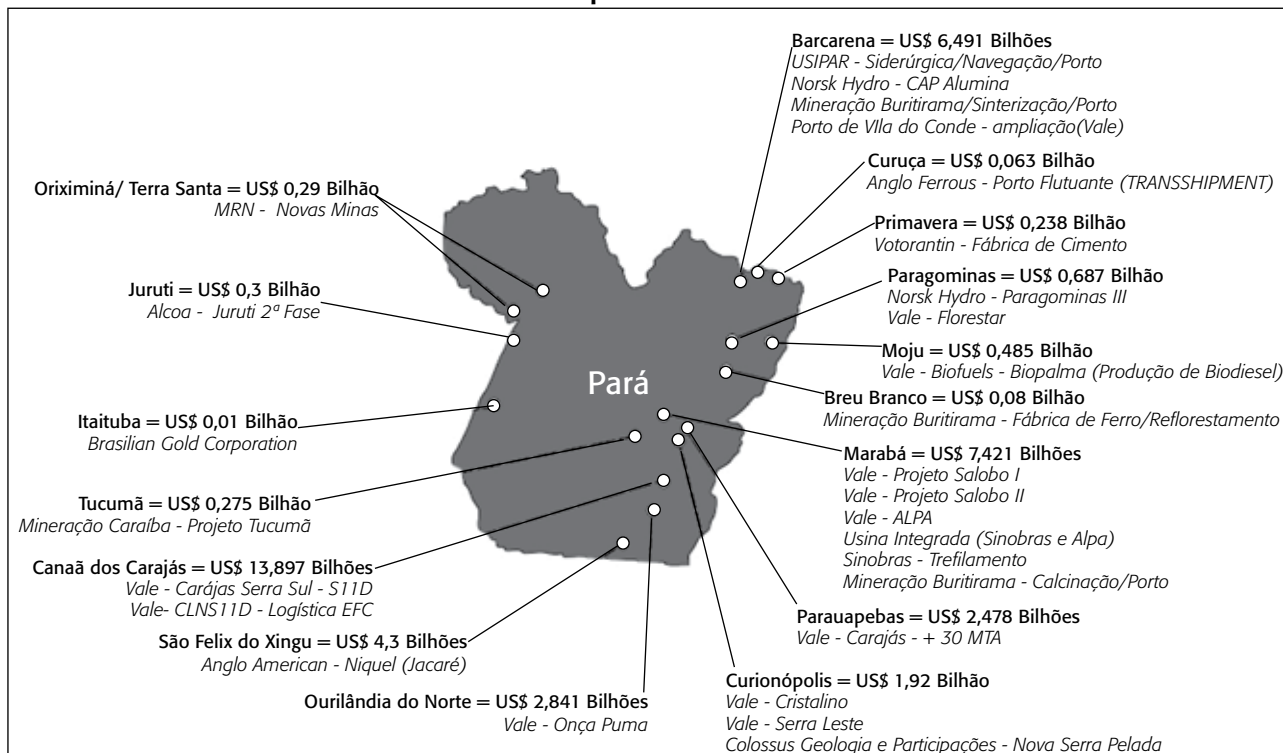 Barcarena = US$ 6,491 Bilhões
USIPAR - Siderúrgica/Navegação/Porto
Norsk Hydro - CAP Alumina
Mineração Buritirama/Sinterização/Porto
Porto de VIla do Conde - ampliação(Vale)
Curuça = US$ 0,063 Bilhão
Anglo Ferrous - Porto Flutuante (TRANSSHIPMENT)
Oriximiná/ Terra Santa = US$ 0,29 Bilhão
MRN - Novas Minas
Primavera = US$ 0,238 Bilhão
Votorantin - Fábrica de Cimento
Paragominas = US$ 0,687 Bilhão
Norsk Hydro - Paragominas III
Vale - Florestar
Juruti = US$ 0,3 Bilhão
Alcoa - Juruti 2ª Fase
Moju = US$ 0,485 Bilhão
Vale - Biofuels - Biopalma (Produção de Biodiesel)
Pará
Breu Branco = US$ 0,08 Bilhão
Mineração Buritirama - Fábrica de Ferro/Reflorestamento
Itaituba = US$ 0,01 Bilhão
Brasilian Gold Corporation
Marabá = US$ 7,421 Bilhões
Vale - Projeto Salobo I
Vale - Projeto Salobo II
Vale - ALPA
Usina Integrada (Sinobras e Alpa)
Sinobras - Trefilamento
Mineração Buritirama - Calcinação/Porto
Tucumã = US$ 0,275 Bilhão
Mineração Caraíba - Projeto Tucumã
Canaã dos Carajás = US$ 13,897 Bilhões
Vale - Carájas Serra Sul - S11D
Vale- CLNS11D - Logística EFC
Parauapebas = US$ 2,478 Bilhões
Vale - Carajás - + 30 MTA
São Felix do Xingu = US$ 4,3 Bilhões
Anglo American - Niquel (Jacaré)
Curionópolis = US$ 1,92 Bilhão
Vale - Cristalino
Vale - Serra Leste
Colossus Geologia e Participações - Nova Serra Pelada
Ourilândia do Norte = US$ 2,841 Bilhões
Vale - Onça Puma